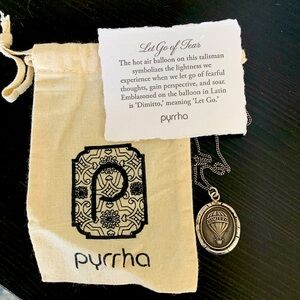 Let Go of Fear
The hot air balloon on this talisman
symbolizes the lightness we
experience when we let go of fearful
thoughts, gain perspective, and soar.
Emblazoned on the balloon in Latin
is 'Dimitto,' meaning 'Let Go.'
pyrrha
P
pyrrha